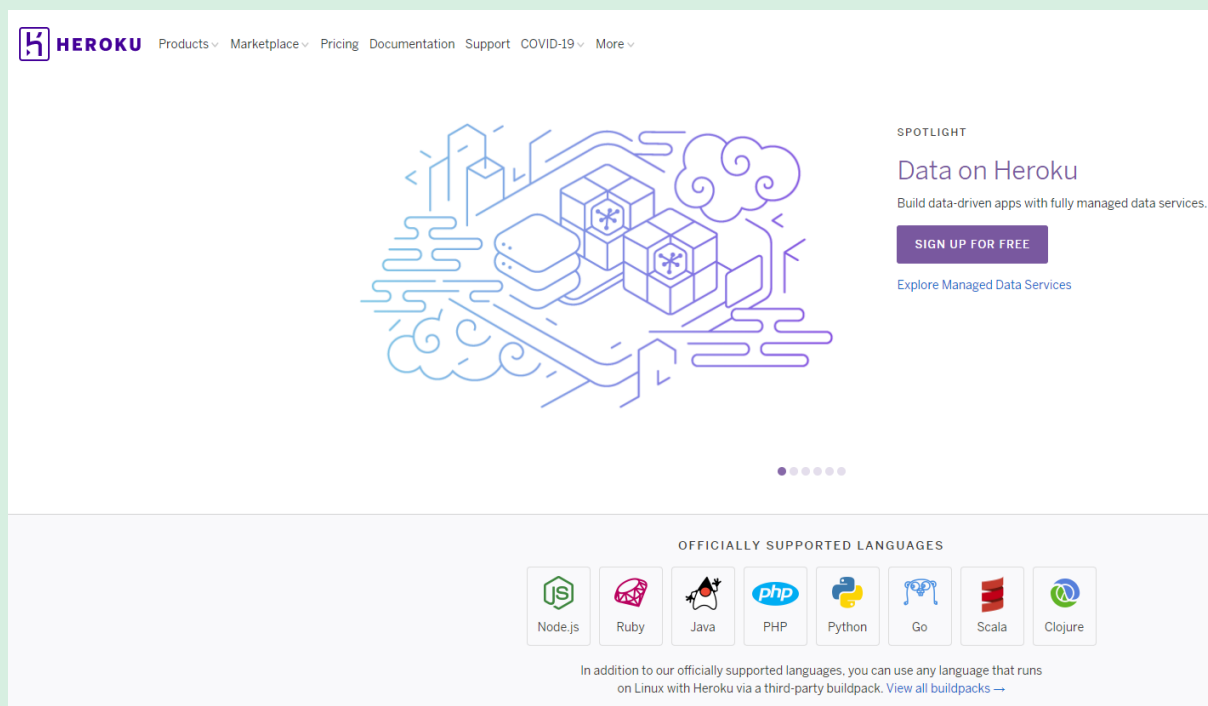 HEROKU Products Marketplace Pricing Documentation Support COVID-19 More
SPOTLIGHT
Data on Heroku
Build data-driven apps with fully managed data services.
SIGN UP FOR FREE
Explore Managed Data Services
OFFICIALLY SUPPORTED LANGUAGES
JS php
Node.js Ruby Java PHP Python Go Scala Clojure
In addition to our officially supported languages, you can use any language that runs
on Linux with Heroku via a third-party buildpack. View all buildpacks →